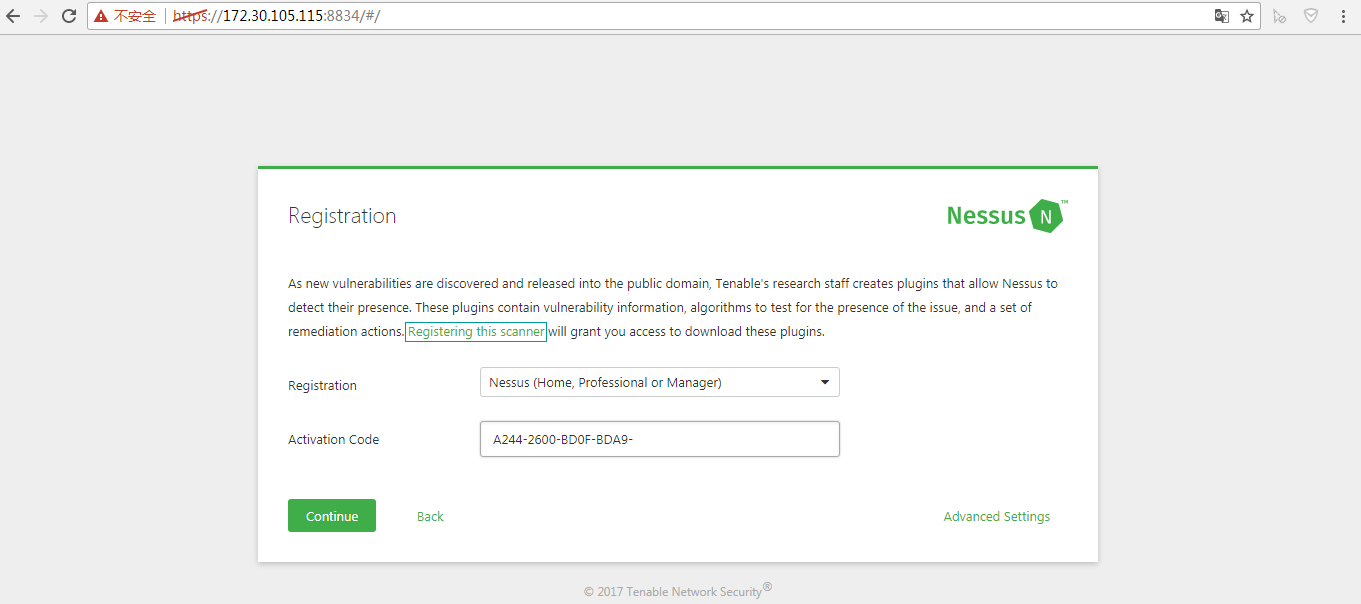 不安全 https://172.30.105.115:8834/#/
Registration
Nessus N ™
As new vulnerabilities are discovered and released into the public domain, Tenable's research staff creates plugins that allow Nessus to
detect their presence. These plugins contain vulnerability information, algorithms to test for the presence of the issue, and a set of
remediation actions. Registering this scanner will grant you access to download these plugins.
Registration Nessus (Home, Professional or Manager)
Activation Code A244-2600-BD0F-BDA9-
Continue Back Advanced Settings
© 2017 Tenable Network Security®